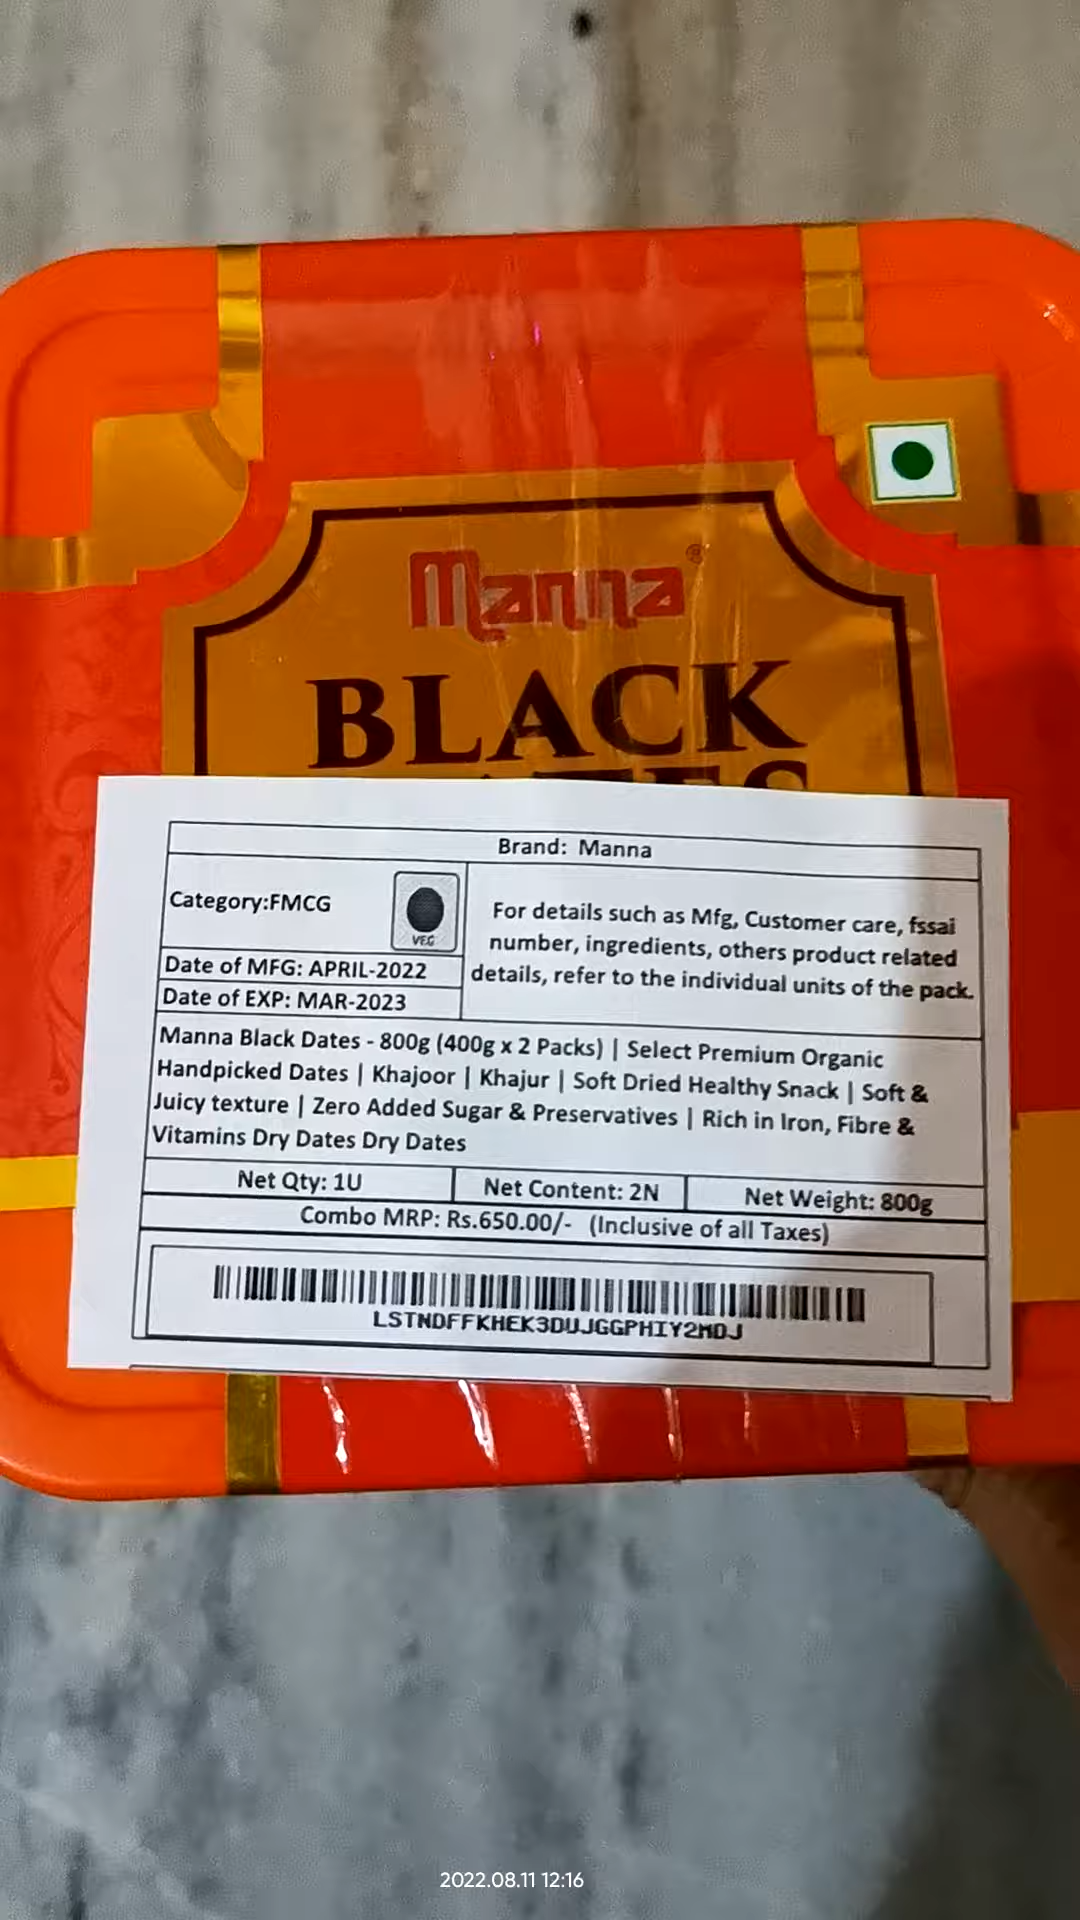 Manna®
BLACK
Brand: Manna
Category:FMCG
VEG
For details such as Mfg, Customer care, fssai
number, ingredients, others product related
details, refer to the individual units of the pack.
Date of MFG: APRIL-2022
Date of EXP: MAR-2023
Manna Black Dates - 800g (400g x 2 Packs) | Select Premium Organic
Handpicked Dates | Khajoor | Khajur | Soft Dried Healthy Snack | Soft &
Juicy texture | Zero Added Sugar & Preservatives | Rich in Iron, Fibre &
Vitamins Dry Dates Dry Dates
Net Qty: 1U
Net Content: 2N
Net Weight: 800g
Combo MRP: Rs.650.00/- (Inclusive of all Taxes)
LSTNDFFKHEK3DUJGGPHIY2MDJ
2022.08.11 12:16